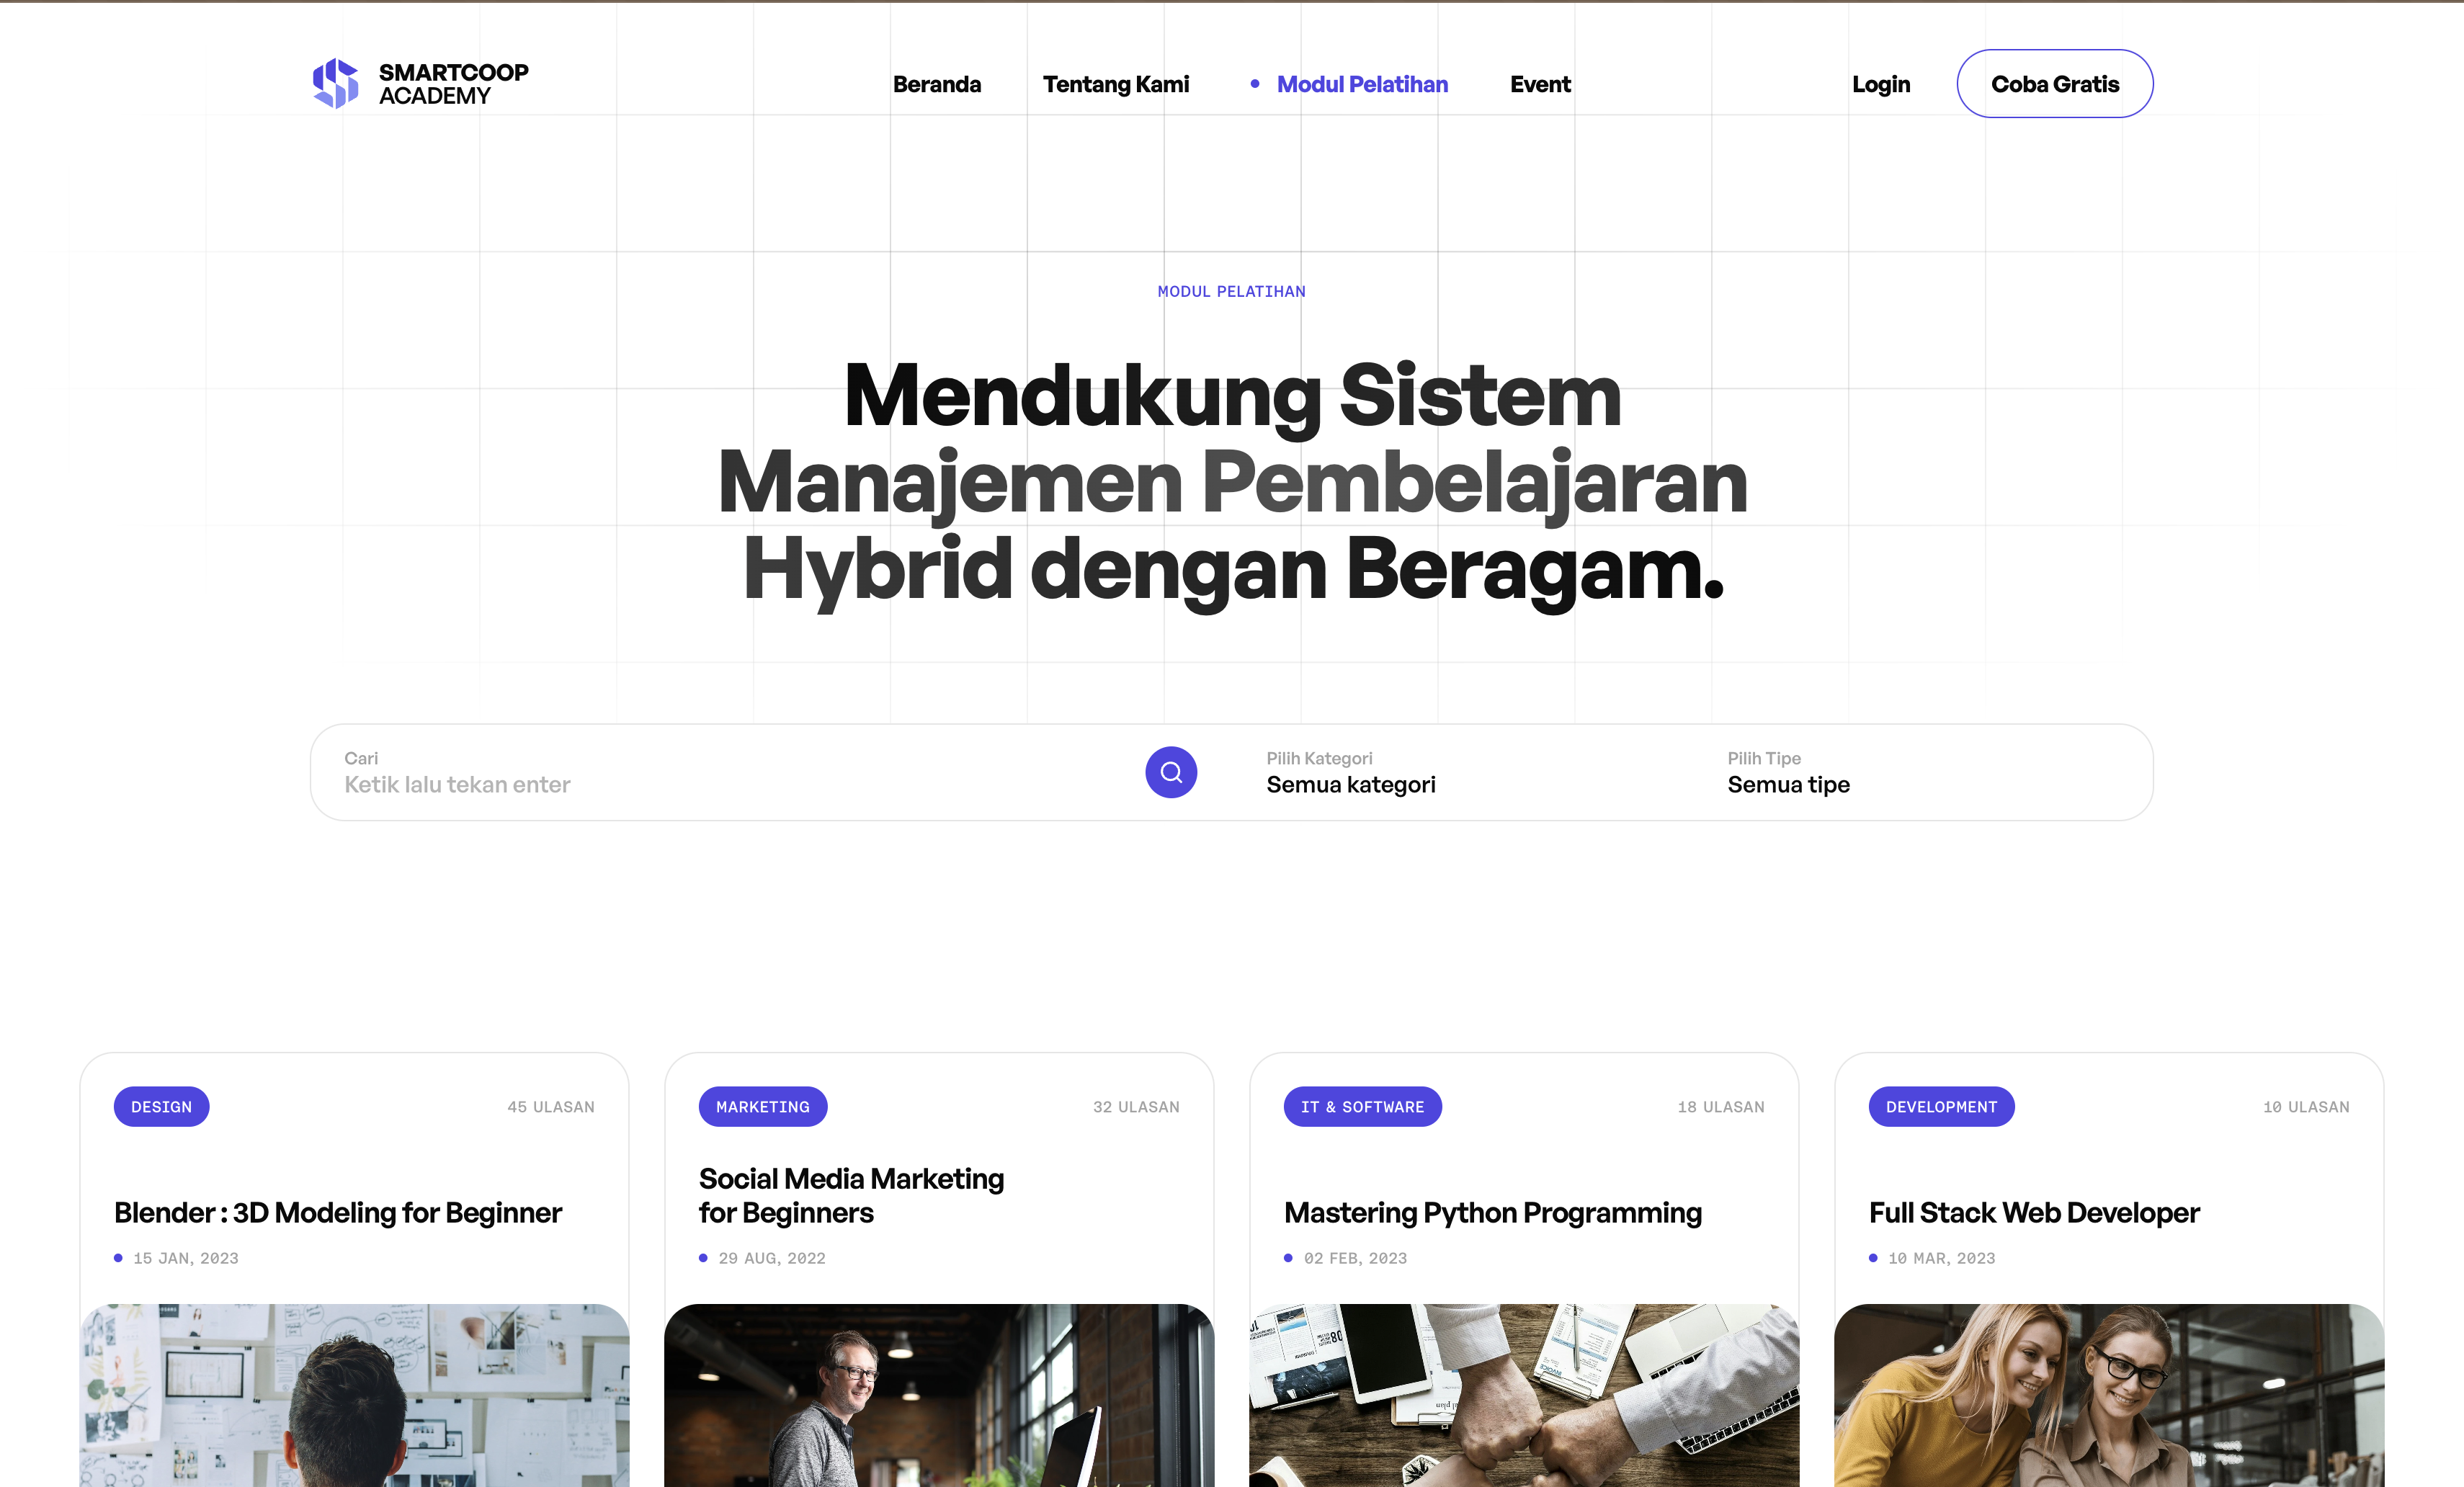 SMARTCOOP
ACADEMY
Beranda
Tentang Kami
Modul Pelatihan
Event
Login
Coba Gratis
MODUL PELATIHAN
Mendukung Sistem
Manajemen Pembelajaran
Hybrid dengan Beragam.
Cari
Ketik lalu tekan enter
Pilih Kategori
Semua kategori
Pilih Tipe
Semua tipe
DESIGN
45 ULASAN
Blender : 3D Modeling for Beginner
15 JAN, 2023
MARKETING
32 ULASAN
Social Media Marketing
for Beginners
29 AUG, 2022
IT & SOFTWARE
18 ULASAN
Mastering Python Programming
02 FEB, 2023
INVOICE
DEVELOPMENT
10 ULASAN
Full Stack Web Developer
10 MAR, 2023